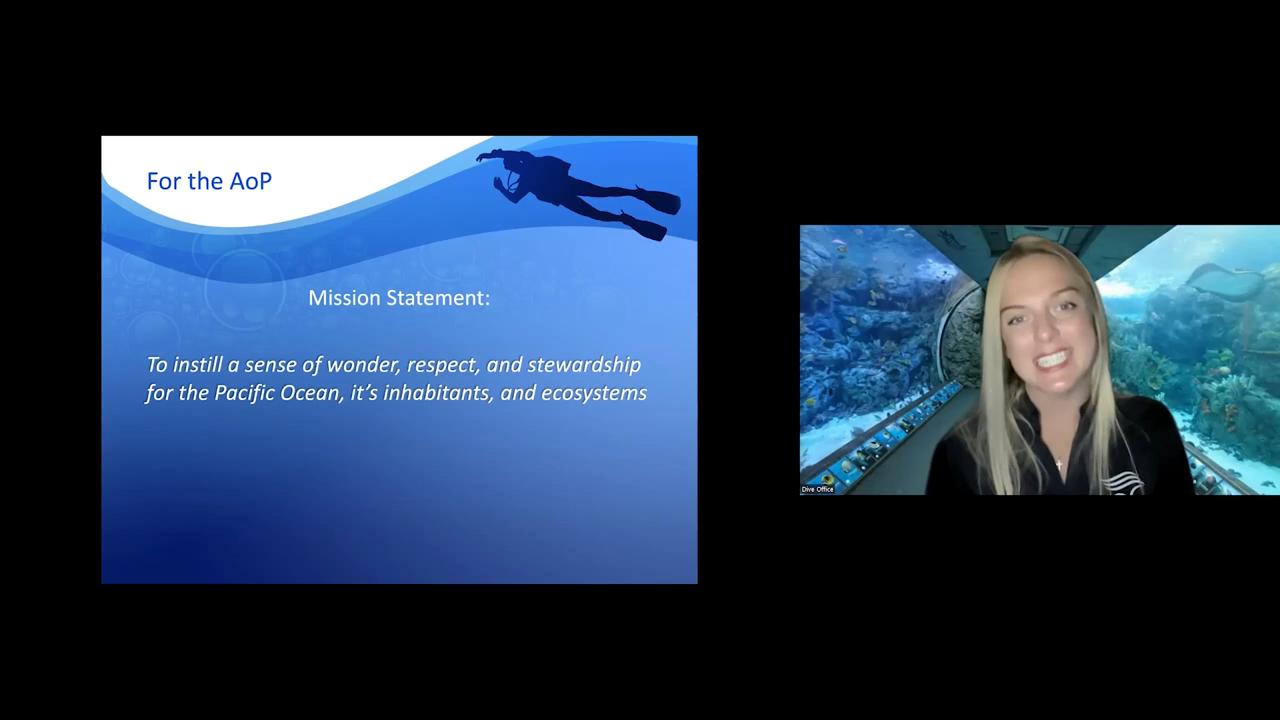 For the AoP
Mission Statement:
To instill a sense of wonder, respect, and stewardship
for the Pacific Ocean, it’s inhabitants, and ecosystems
Dive Office